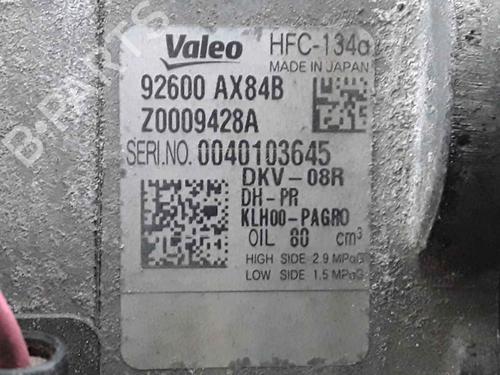 Valeo HFC-134a
MADE IN JAPAN
92600 AX84B
Z0009428A
SERI.NO. 0040103645
DKV-08R
DH-PR
KLH00-PAGRO
OIL 80 cm³
HIGH SIDE 2.9 MPaG
LOW SIDE 1.5 MPaG
B-PARTS